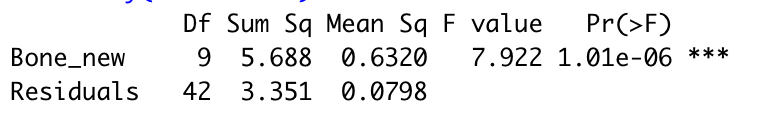 Df Sum Sq Mean Sq F value Pr(>F)
Bone_new 9 5.688 0.6320 7.922 1.01e-06 ***
Residuals 42 3.351 0.0798